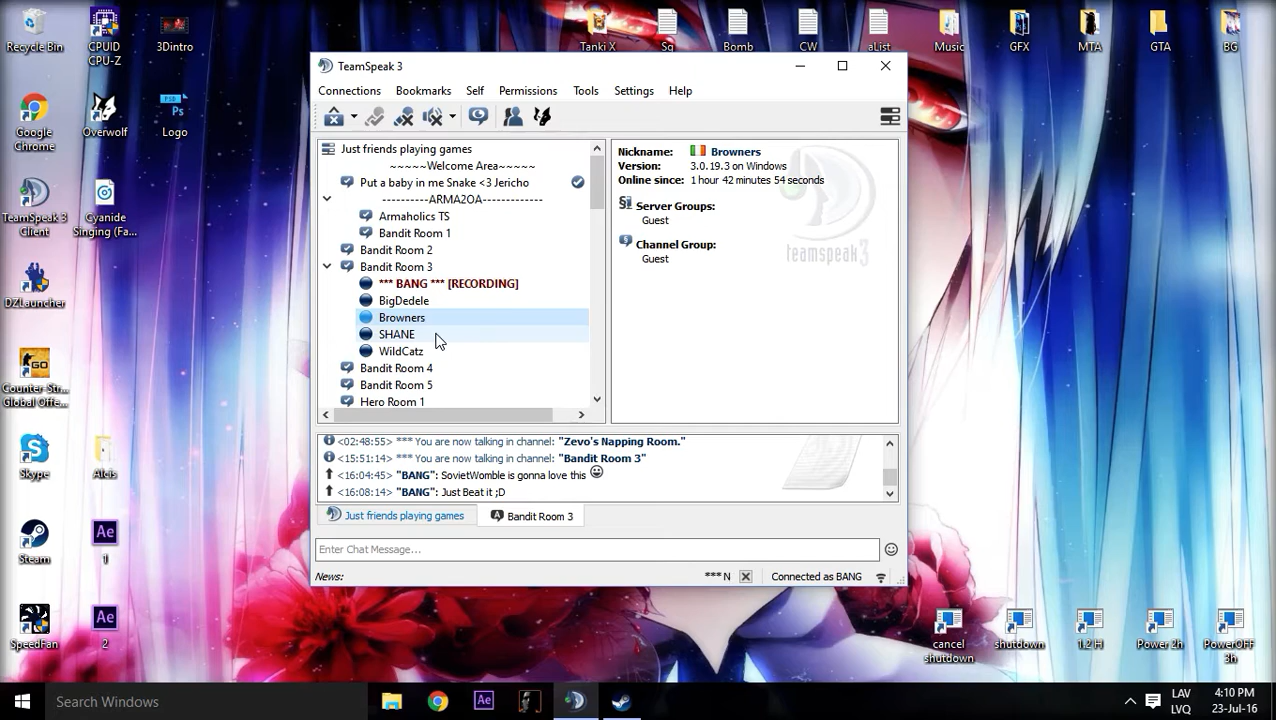 Recycle Bin
CPUID CPU-Z
3Dintro
Tanki X
Sg
Bomb
CW
aList
Music
GFX
MTA
GTA
BG
Google Chrome
Overwolf
PSD
Ps
Logo
TeamSpeak 3 Client
Cyanide Singing (Fa...
DZLauncher
GO
Counter-Str... Global Offe...
Skype
Alcis
Steam
Ae
1
SpeedFan
Ae
2
TeamSpeak 3
Connections Bookmarks Self Permissions Tools Settings Help
Just friends playing games
~~~~~Welcome Area~~~~~
Put a baby in me Snake <3 Jericho
----------ARMA2OA-------------
Armaholics TS
Bandit Room 1
Bandit Room 2
Bandit Room 3
*** BANG *** [RECORDING]
BigDedele
Browners
SHANE
WildCatz
Bandit Room 4
Bandit Room 5
Hero Room 1
Nickname: Browners
Version: 3.0.19.3 on Windows
Online since: 1 hour 42 minutes 54 seconds
Server Groups:
Guest
Channel Group:
Guest
teamspeak3
<02:48:55> *** You are now talking in channel: "Zevo's Napping Room."
<15:51:14> *** You are now talking in channel: "Bandit Room 3"
<16:04:45> "BANG": SovietWomble is gonna love this
<16:08:14> "BANG": Just Beat it ;D
Just friends playing games
A Bandit Room 3
Enter Chat Message...
News:
*** N
Connected as BANG
cancel shutdown
shutdown
1.2 H
Power 2h
PowerOFF 3h
Search Windows
Ae
LAV
LVQ
4:10 PM
23-Jul-16